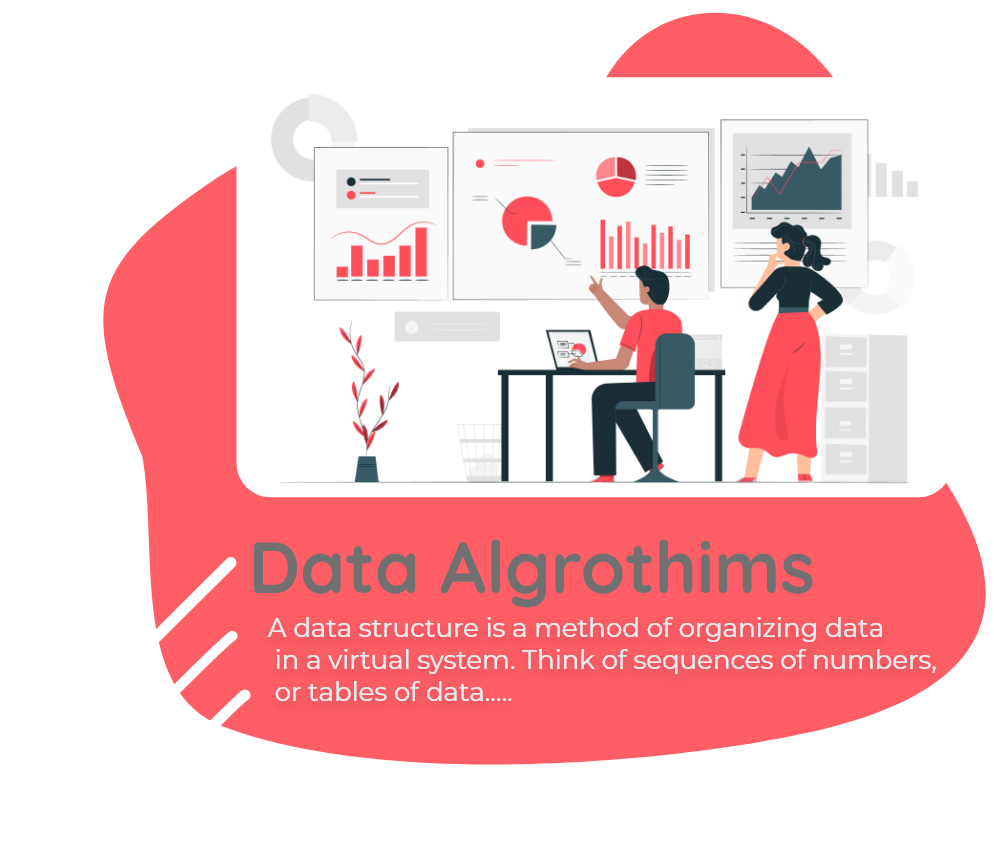 Data Algrothims
A data structure is a method of organizing data
in a virtual system. Think of sequences of numbers,
or tables of data.....